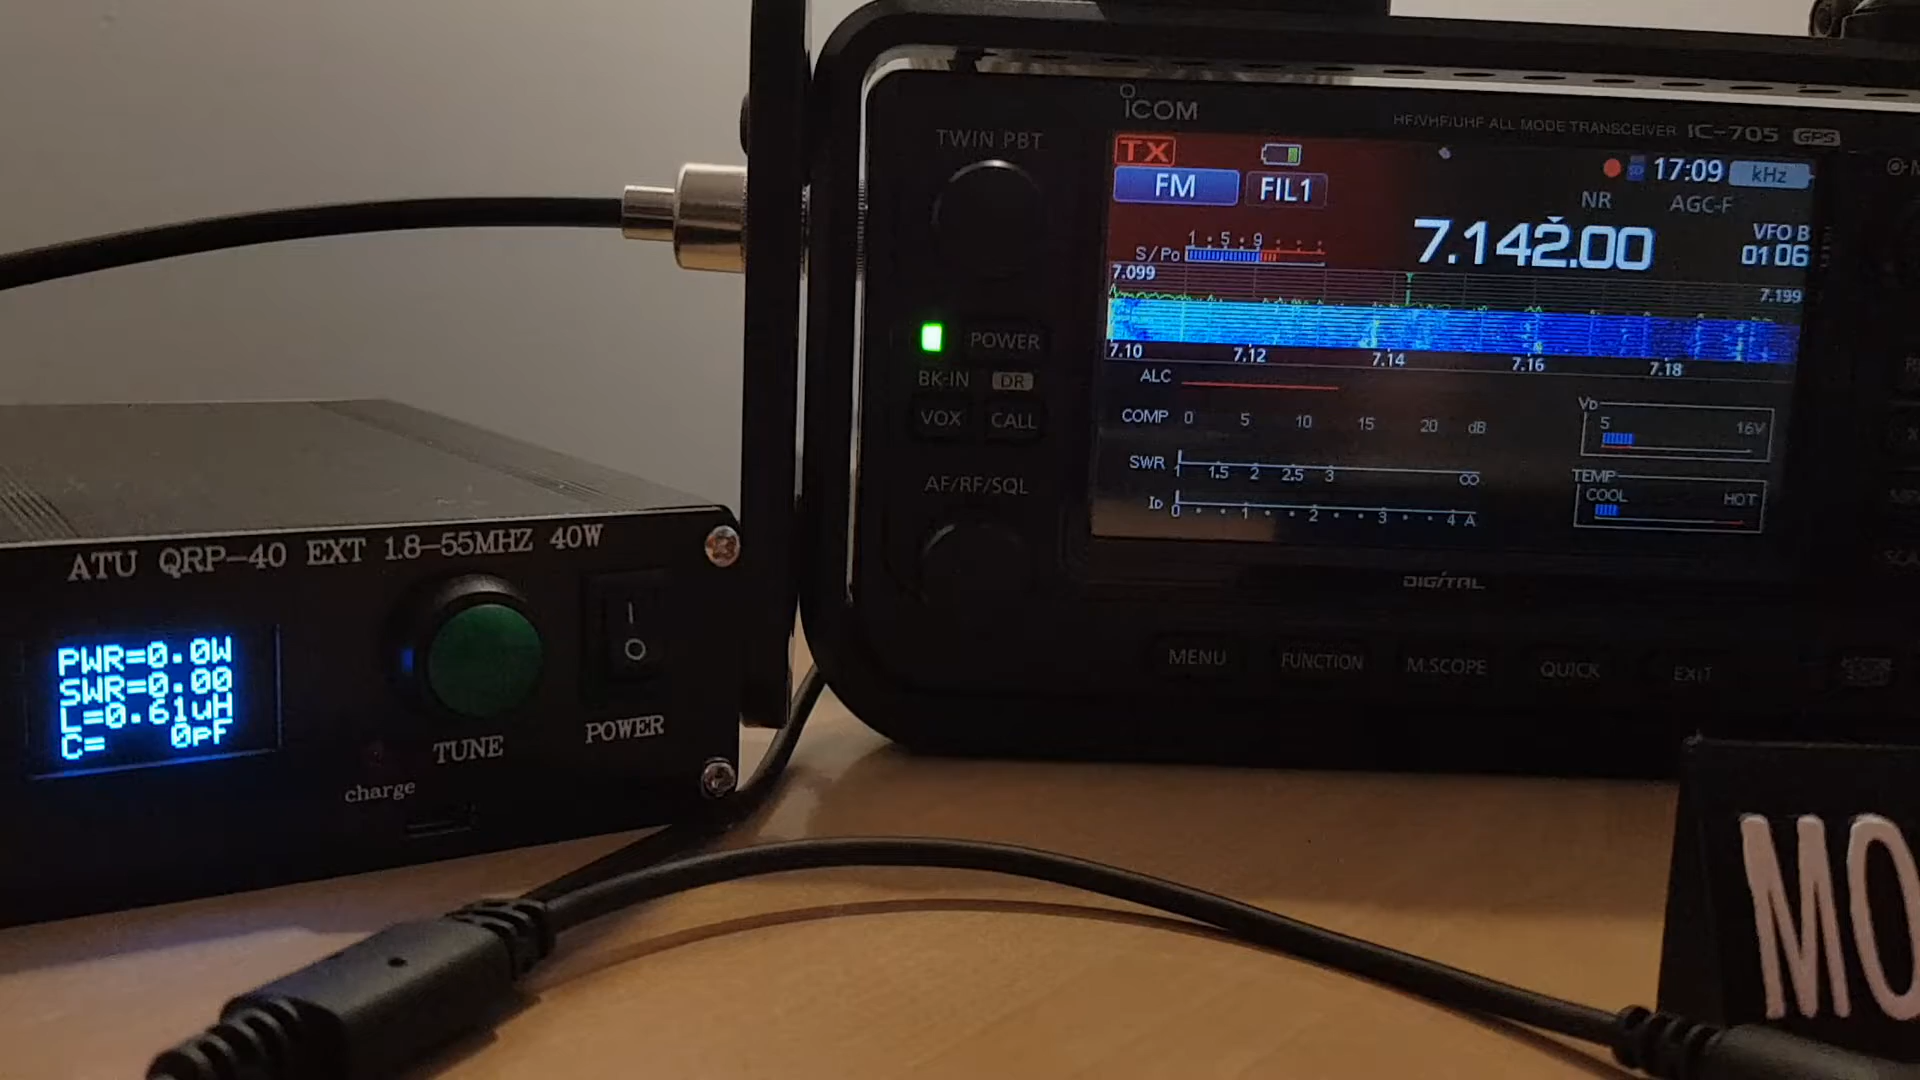 ICOM
HF/VHF/UHF ALL MODE TRANSCEIVER IC-705 GPS
TWIN PBT
TX
17:09 kHz
FM FIL1
NR AGC-F
1 • 5 • 9
S/Po
7.142.00
VFO B
01 06
7.099
7.199
7.10 7.12 7.14 7.16 7.18
POWER
BK-IN DR
VOX CALL
AF/RF/SQL
ALC
COMP 0 5 10 15 20 dB
SWR 1 1.5 2 2.5 3 ∞
ID 0 1 2 3 4 A
VD
5 16V
TEMP
COOL HOT
DIGITAL
MENU FUNCTION M.SCOPE QUICK EXIT
ATU QRP-40 EXT 1.8-55MHZ 40W
PWR=0.0W
SWR=0.00
L=0.61uH
C= 0pF
I
O
TUNE
POWER
charge
MO